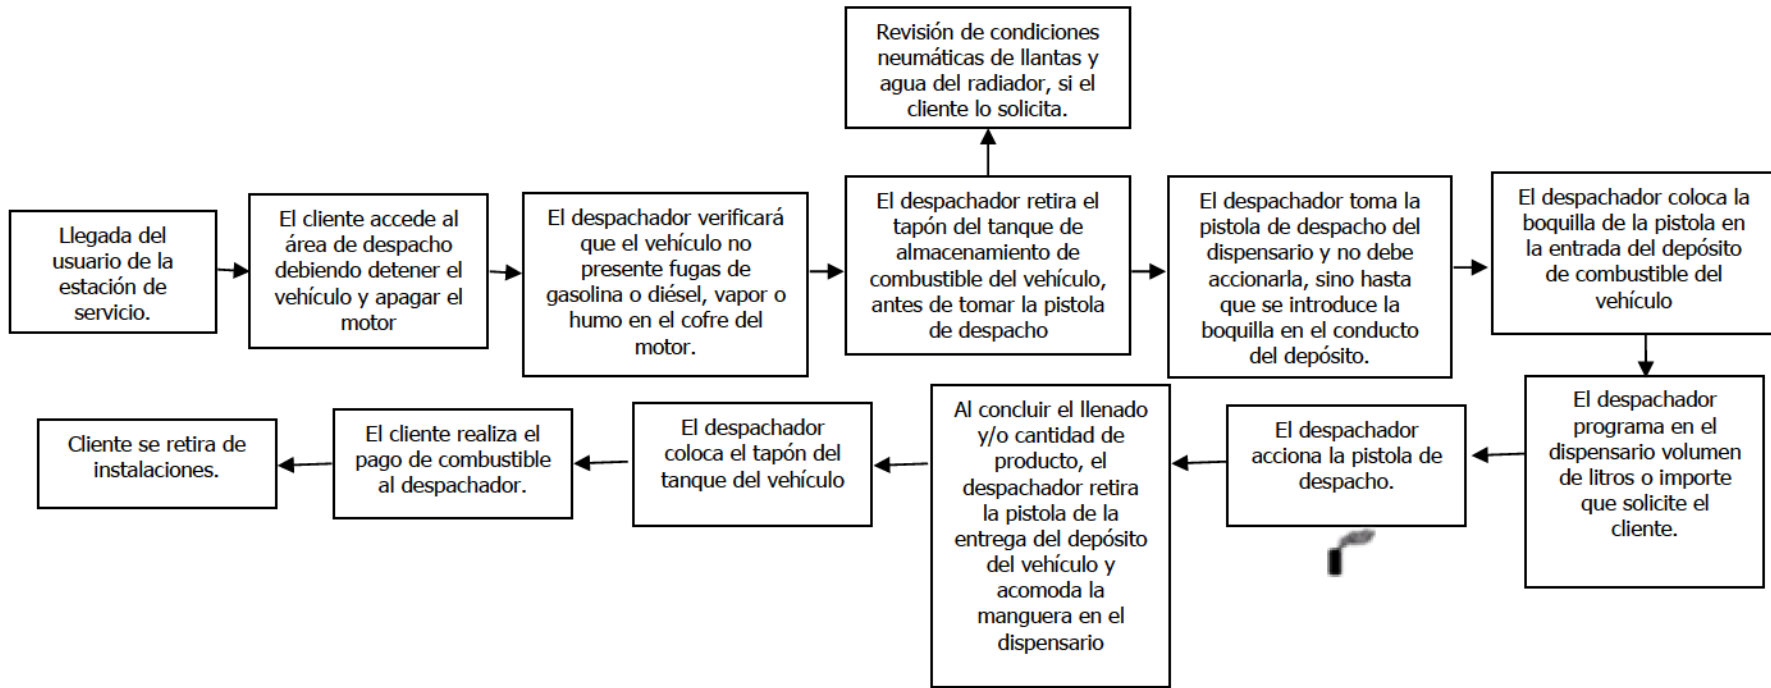 Revisión de condiciones
neumáticas de llantas y
agua del radiador, si el
cliente lo solicita.
Llegada del
usuario de la
estación de
servicio.
El cliente accede al
área de despacho
debiendo detener el
vehículo y apagar el
motor
El despachador verificará
que el vehículo no
presente fugas de
gasolina o diésel, vapor o
humo en el cofre del
motor.
El despachador retira el
tapón del tanque de
almacenamiento de
combustible del vehículo,
antes de tomar la pistola
de despacho
El despachador toma la
pistola de despacho del
dispensario y no debe
accionarla, sino hasta
que se introduce la
boquilla en el conducto
del depósito.
El despachador coloca la
boquilla de la pistola en
la entrada del depósito
de combustible del
vehículo
El despachador
programa en el
dispensario volumen
de litros o importe
que solicite el
cliente.
El despachador
acciona la pistola de
despacho.
Al concluir el llenado
y/o cantidad de
producto, el
despachador retira
la pistola de la
entrega del depósito
del vehículo y
acomoda la
manguera en el
dispensario
El despachador
coloca el tapón del
tanque del vehículo
El cliente realiza el
pago de combustible
al despachador.
Cliente se retira de
instalaciones.